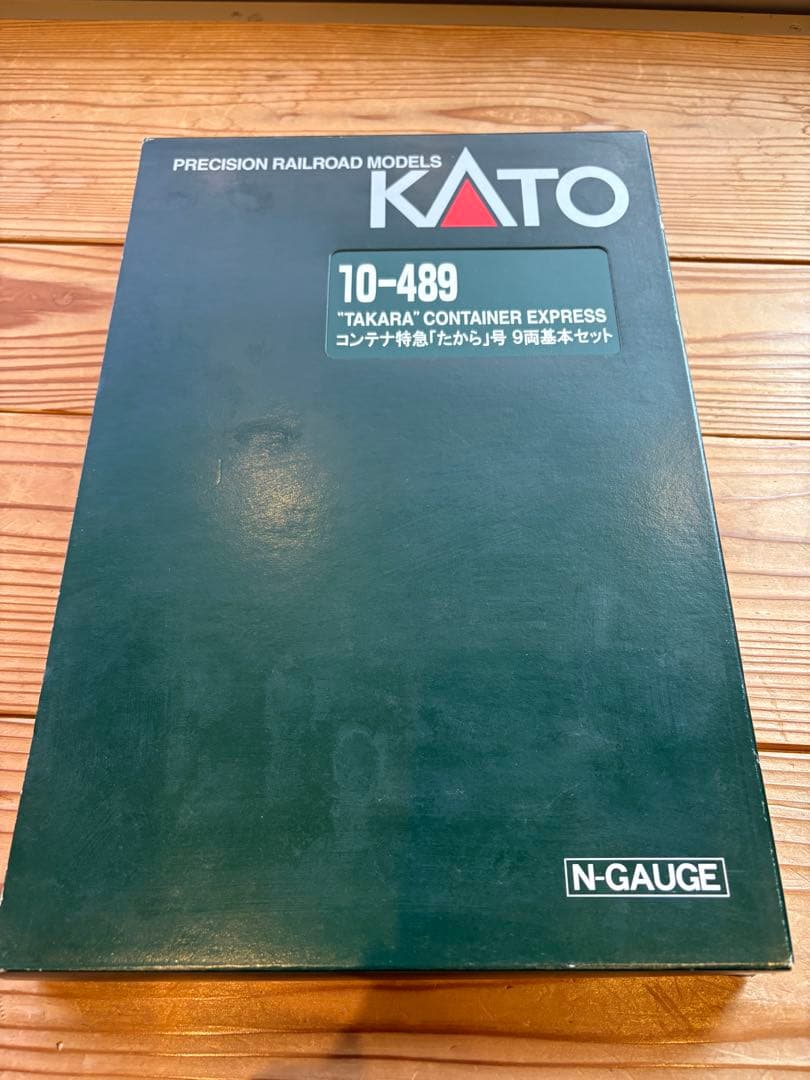 PRECISION RAILROAD MODELS
KATO
10-489
"TAKARA" CONTAINER EXPRESS
コンテナ特急「たから」号 9両基本セット
N-GAUGE